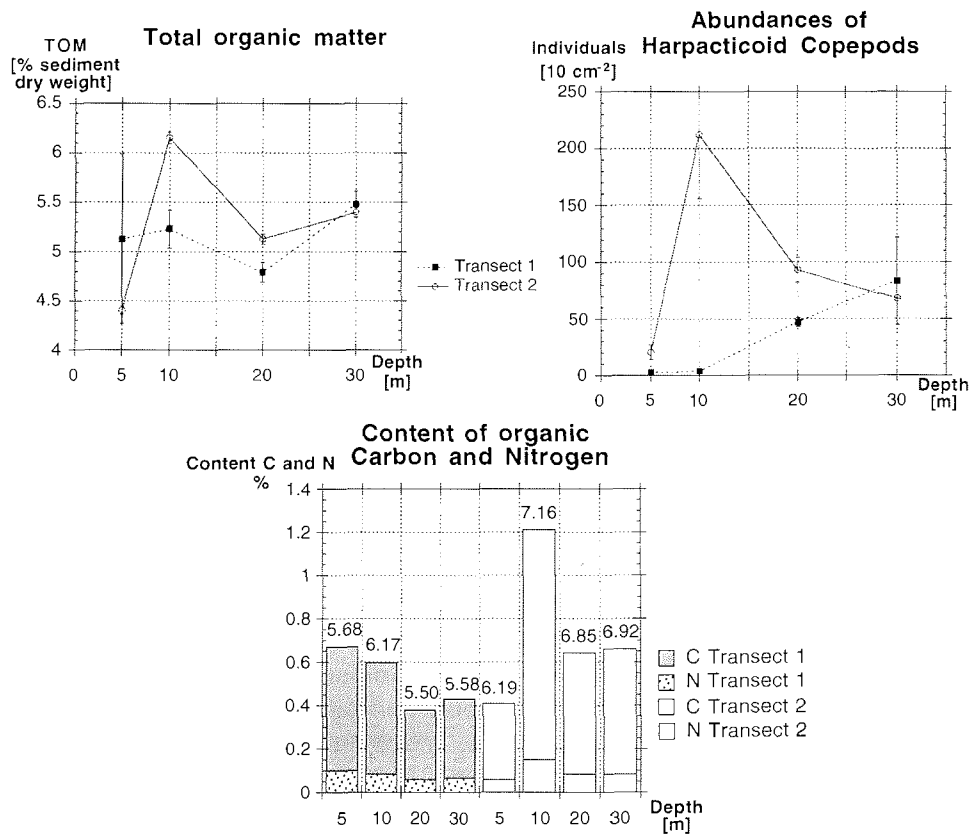 Total organic matter
TOM
[% sediment
dry weight]
6.5
6
5.5
5
4.5
4
0 5 10 20 30
Depth
[m]
Transect 1
Transect 2
Abundances of
Harpacticoid Copepods
Individuals
[10 cm⁻²]
250
200
150
100
50
0
0 5 10 20 30
Depth
[m]
Content of organic
Carbon and Nitrogen
Content C and N
%
1.4
1.2
1
0.8
0.6
0.4
0.2
0
5.68 6.17 5.50 5.58 6.19 7.16 6.85 6.92
5 10 20 30 5 10 20 30
Depth
[m]
C Transect 1
N Transect 1
C Transect 2
N Transect 2